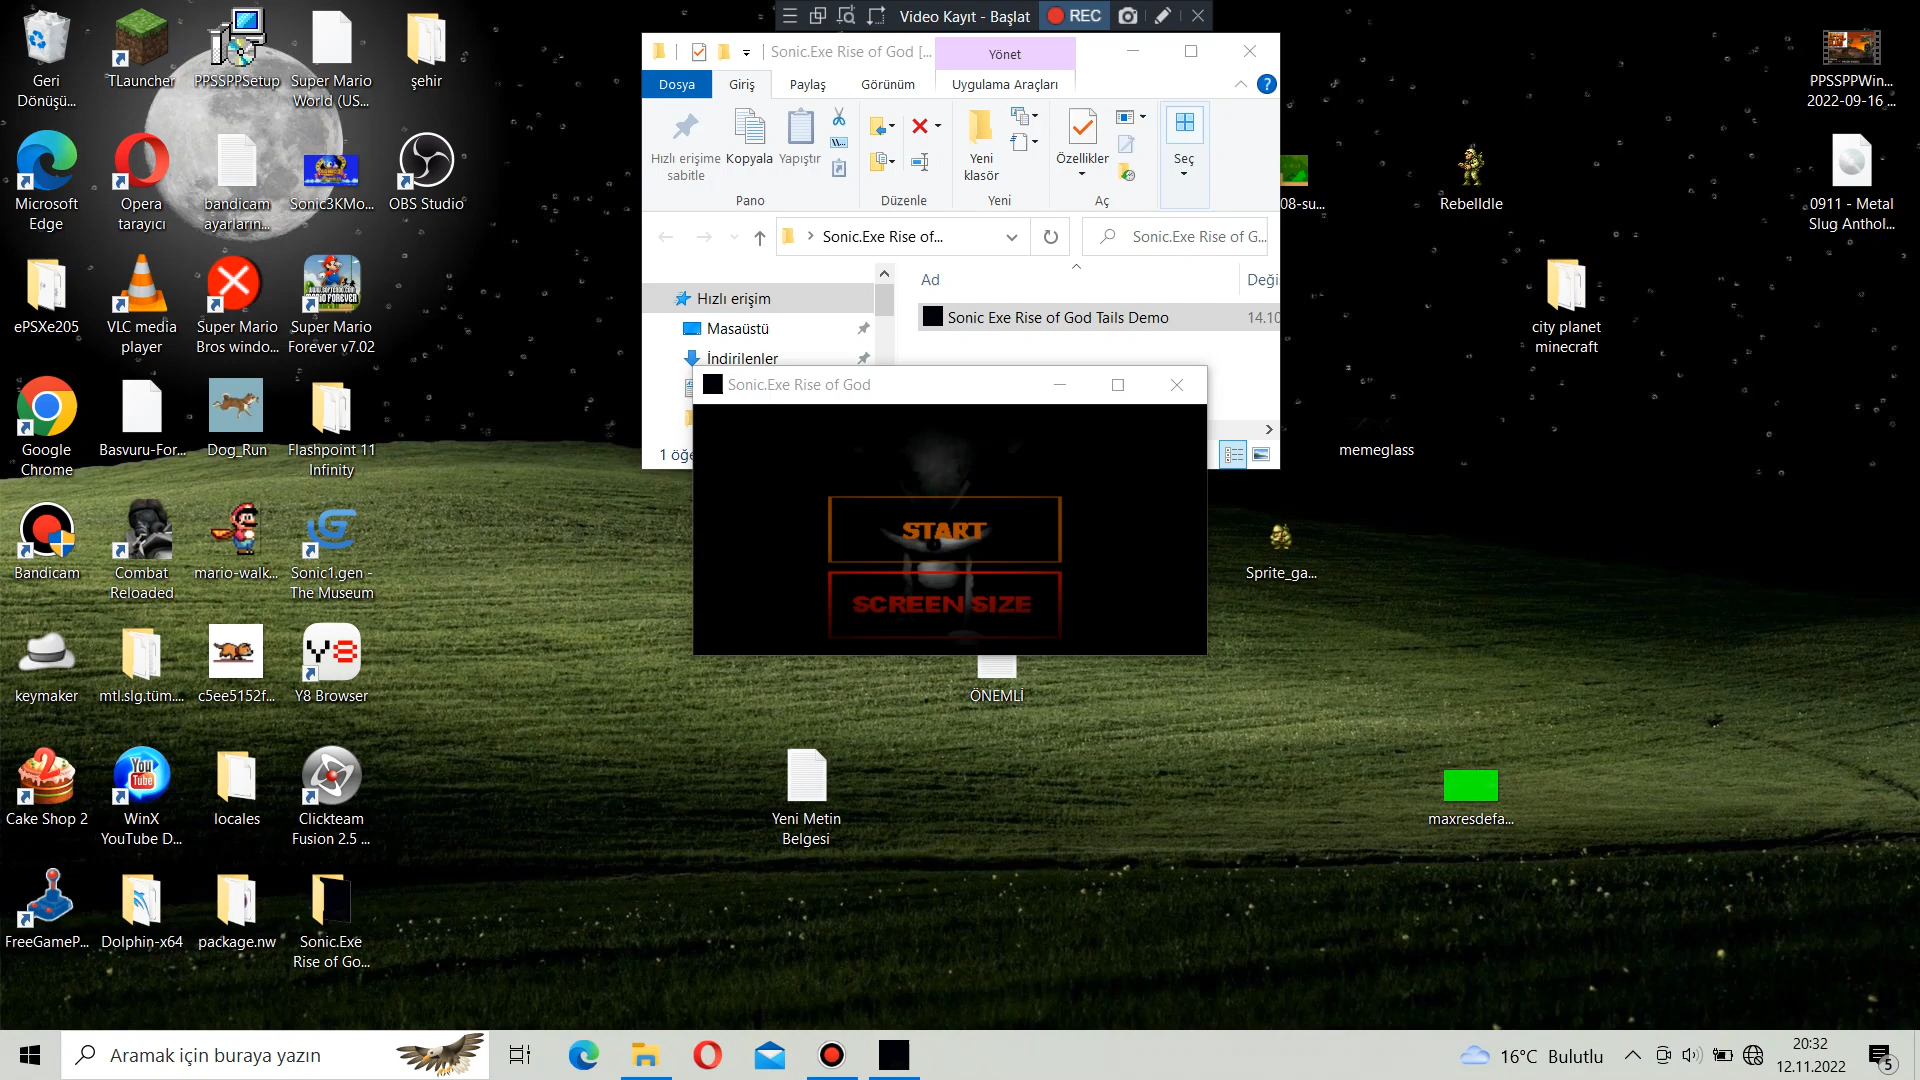 Video Kayıt - Başlat
REC
Sonic.Exe Rise of God [...
Yönet
Dosya
Giriş
Paylaş
Görünüm
Uygulama Araçları
Hızlı erişime
sabitle
Kopyala
Yapıştır
Pano
Düzenle
Yeni
klasör
Yeni
Özellikler
Aç
Seç
Sonic.Exe Rise of...
Sonic.Exe Rise of G...
Ad
Deği
Hızlı erişim
Masaüstü
İndirilenler
Sonic Exe Rise of God Tails Demo
14.10
1 öğe
Sonic.Exe Rise of God
START
SCREEN SIZE
Geri
Dönüşü...
TLauncher
PPSSPPSetup
Super Mario
World (US...
şehir
Microsoft
Edge
Opera
tarayıcı
bandicam
ayarların...
Sonic3KMo...
OBS Studio
ePSXe205
VLC media
player
Super Mario
Bros windo...
Super Mario
Forever v7.02
Google
Chrome
Basvuru-For...
Dog_Run
Flashpoint 11
Infinity
Bandicam
Combat
Reloaded
mario-walk...
Sonic1.gen -
The Museum
keymaker
mtl.slg.tüm....
c5ee5152f...
Y8 Browser
Cake Shop 2
WinX
YouTube D...
locales
Clickteam
Fusion 2.5 ...
FreeGameP...
Dolphin-x64
package.nw
Sonic.Exe
Rise of Go...
08-su...
RebelIdle
PPSSPPWin...
2022-09-16 ...
0911 - Metal
Slug Anthol...
city planet
minecraft
memeglass
Sprite_ga...
ÖNEMLİ
Yeni Metin
Belgesi
maxresdefa...
Aramak için buraya yazın
16°C Bulutlu
20:32
12.11.2022
5